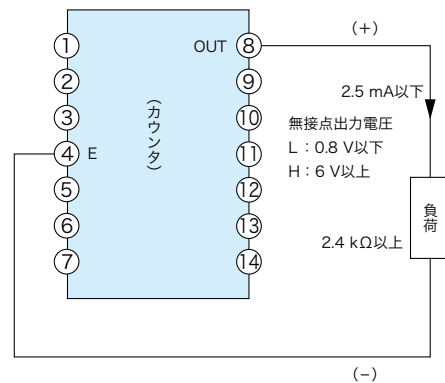 ① OUT ⑧ (+)
② ⑨
2.5 mA以下
③ ⑩
無接点出力電圧
(カウンタ)
④ E ⑪
L：0.8 V以下
H：6 V以上
⑤ ⑫
負荷
⑥ ⑬
2.4 kΩ以上
⑦ ⑭
(−)